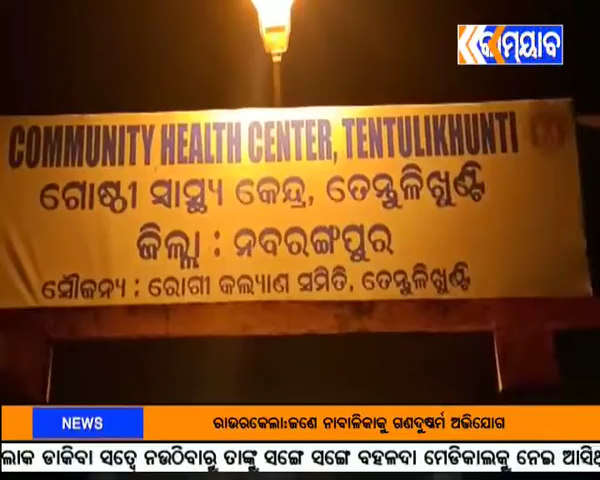 କାମ୍ୟାବ
COMMUNITY HEALTH CENTER, TENTULIKHUNTI
ଗୋଷ୍ଠୀ ସ୍ୱାସ୍ଥ୍ୟ କେନ୍ଦ୍ର, ତେନ୍ତୁଳିଖୁଣ୍ଟି
ଜିଲ୍ଲା : ନବରଙ୍ଗପୁର
ସୌଜନ୍ୟ : ରୋଗୀ କଲ୍ୟାଣ ସମିତି, ତେନ୍ତୁଳିଖୁଣ୍ଟି
NEWS ରାଉରକେଲା:ଜଣେ ନାବାଳିକାକୁ ଗଣଦୁଷ୍କର୍ମ ଅଭିଯୋଗ
ଲୋକ ଡାକିବା ସତ୍ତ୍ୱେ ନଉଠିବାରୁ ତାଙ୍କୁ ସଙ୍ଗେ ସଙ୍ଗେ ବହଳଦା ମେଡିକାଲକୁ ନେଇ